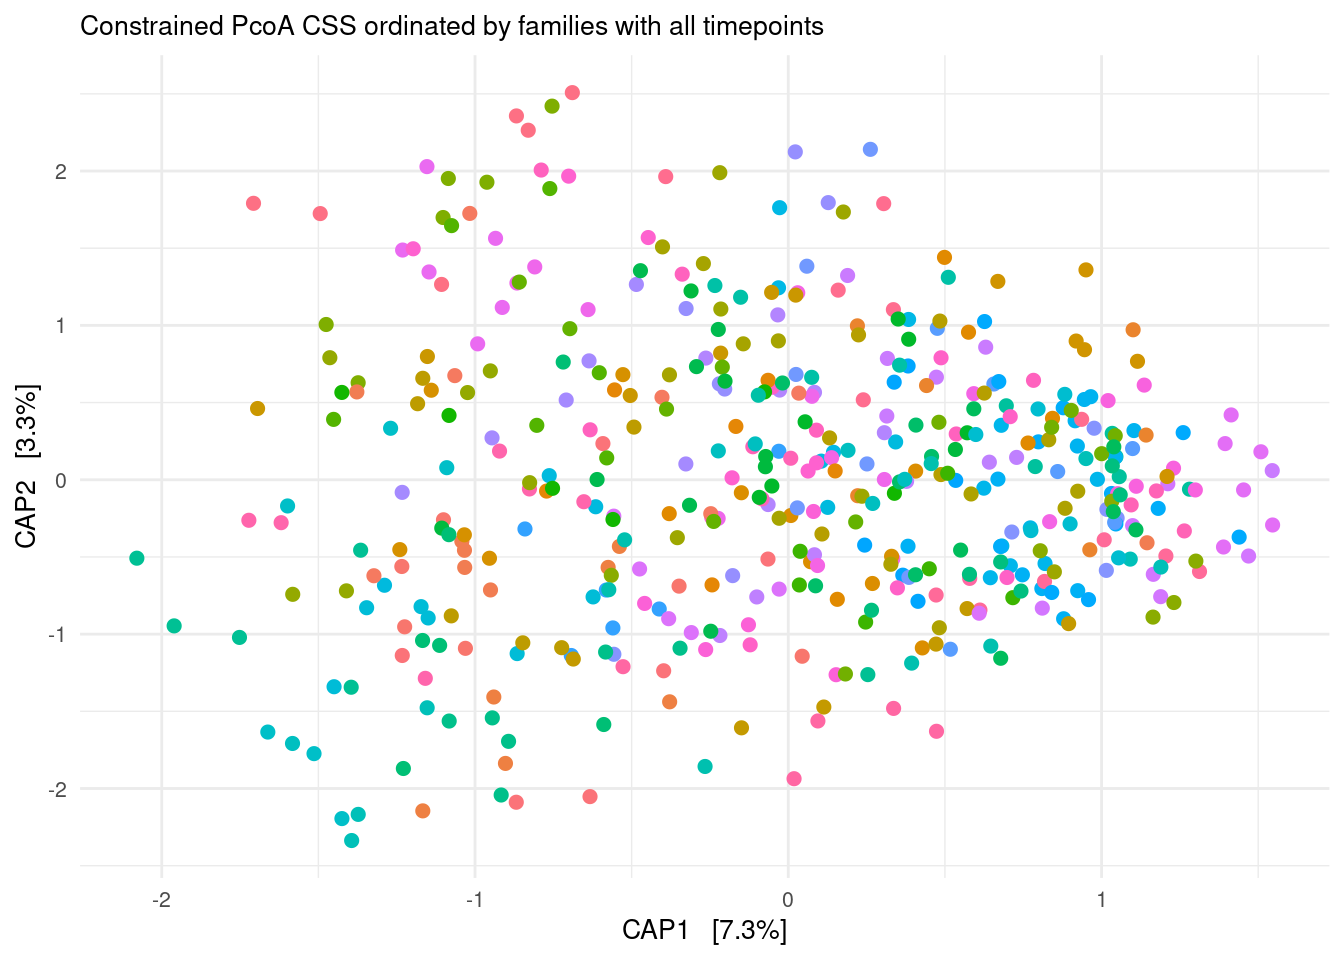 Constrained PcoA CSS ordinated by families with all timepoints
2
1
0
-1
-2
CAP2 [3.3%]
-2 -1 0 1
CAP1 [7.3%]